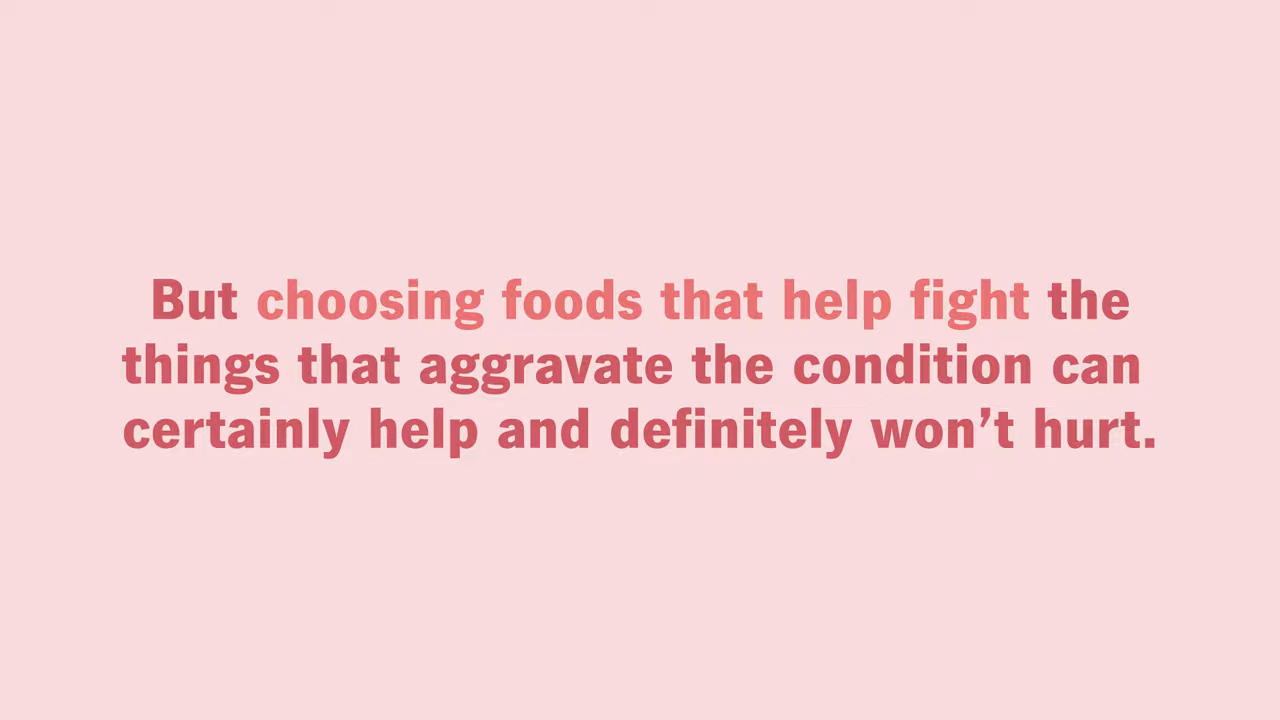 But choosing foods that help fight the
things that aggravate the condition can
certainly help and definitely won’t hurt.